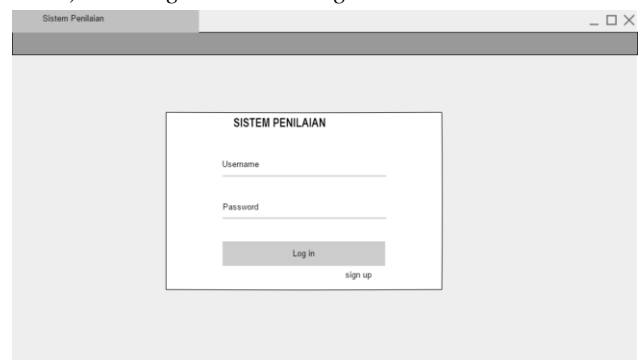 Sistem Penilaian
SISTEM PENILAIAN
Username
Password
Log in
sign up